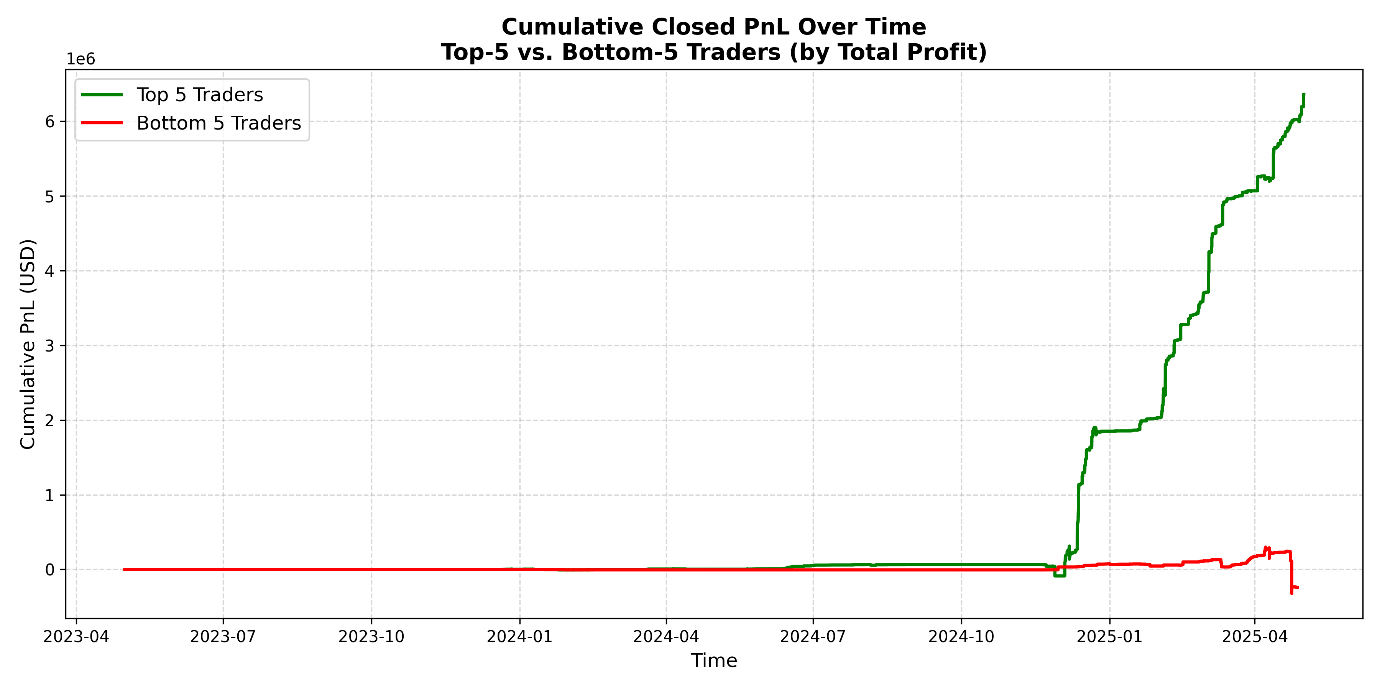 Cumulative Closed PnL Over Time
Top-5 vs. Bottom-5 Traders (by Total Profit)
1e6
Top 5 Traders
Bottom 5 Traders
6
5
4
3
2
1
0
Cumulative PnL (USD)
2023-04 2023-07 2023-10 2024-01 2024-04 2024-07 2024-10 2025-01 2025-04
Time